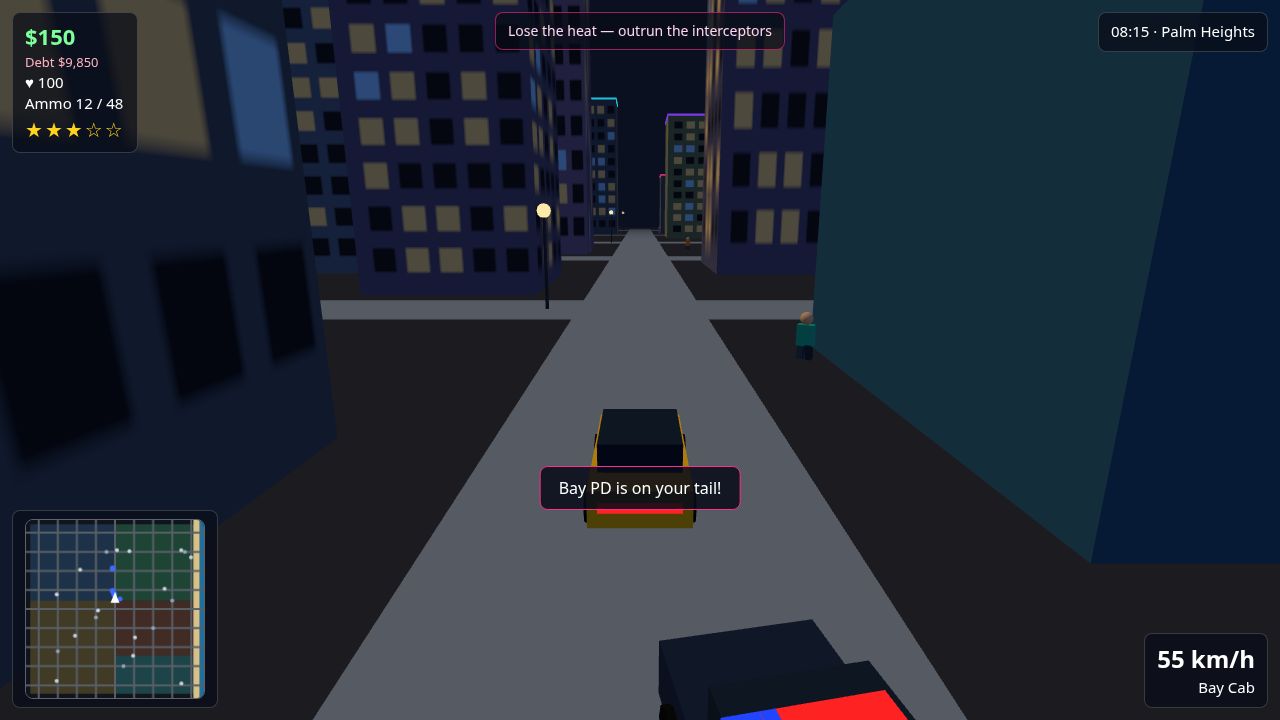 $150
Debt $9,850
♥ 100
Ammo 12 / 48
★★★☆☆
Lose the heat — outrun the interceptors
08:15 · Palm Heights
Bay PD is on your tail!
55 km/h
Bay Cab